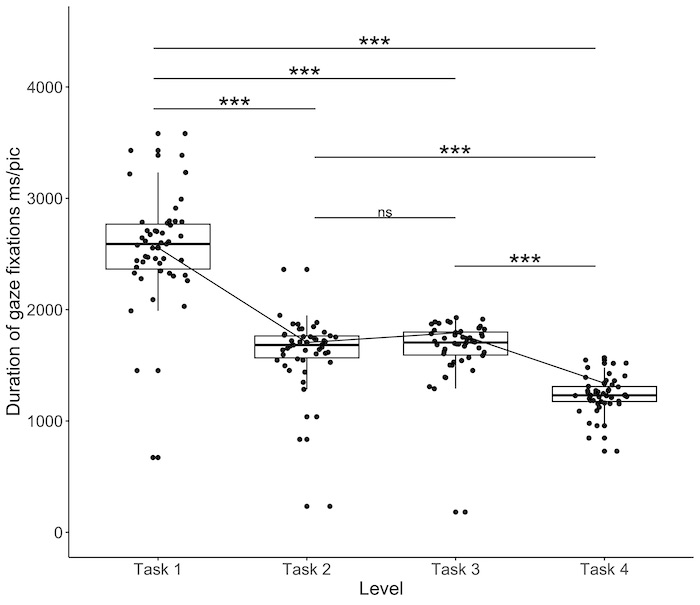 ***
***
4000
***
***
3000
ns
***
2000
1000
0
Duration of gaze fixations ms/pic
Task 1 Task 2 Task 3 Task 4
Level